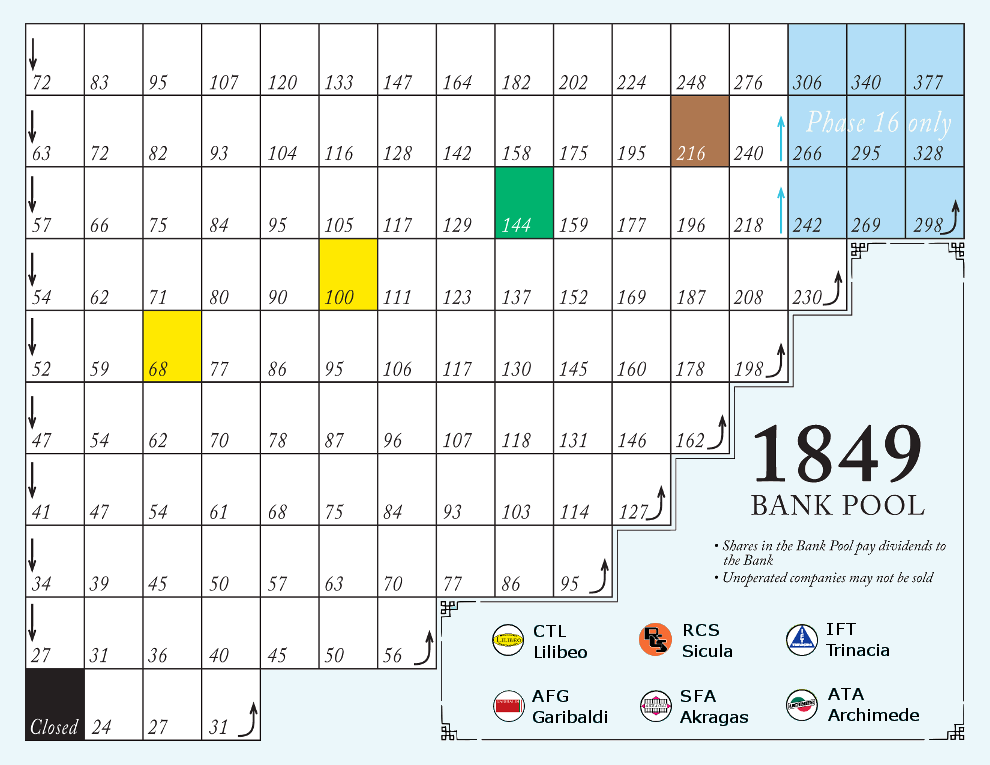 72 83 95 107 120 133 147 164 182 202 224 248 276 306 340 377
Phase 16 only
63 72 82 93 104 116 128 142 158 175 195 216 240 266 295 328
57 66 75 84 95 105 117 129 144 159 177 196 218 242 269 298
54 62 71 80 90 100 111 123 137 152 169 187 208 230
52 59 68 77 86 95 106 117 130 145 160 178 198
47 54 62 70 78 87 96 107 118 131 146 162
41 47 54 61 68 75 84 93 103 114 127
34 39 45 50 57 63 70 77 86 95
27 31 36 40 45 50 56
Closed 24 27 31
1849
BANK POOL
• Shares in the Bank Pool pay dividends to
the Bank
• Unoperated companies may not be sold
LILIBEO
CTL
Lilibeo
RCS
RCS
Sicula
IFT
Trinacia
GARIBALDI
AFG
Garibaldi
SFA
Akragas
ATA
Archimede